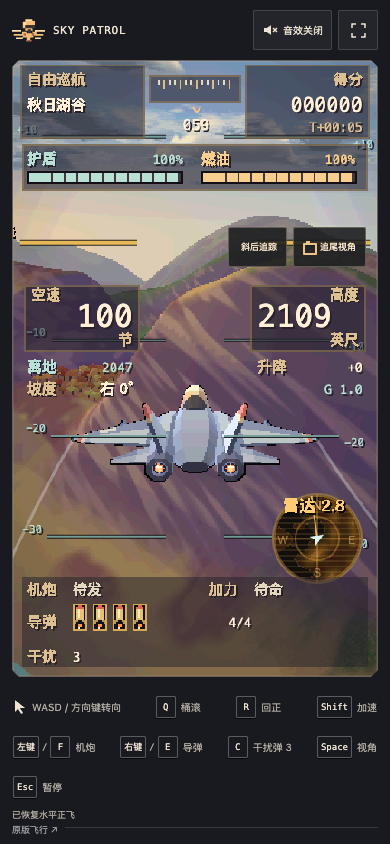 SKY PATROL 音效关闭
自由巡航 得分
秋日湖谷 000000
053 T+00:05
护盾 100% 燃油 100%
斜后追踪 追尾视角
空速 高度
100 2109
节 英尺
离地 2047 升降 +0
坡度 右 0° G 1.0
-10
-20 -20
-30
雷达 2.8
W E
S
机炮 待发 加力 待命
导弹 4/4
干扰 3
WASD / 方向键转向 Q 桶滚 R 回正 Shift 加速
左键 / F 机炮 右键 / E 导弹 C 干扰弹 3 Space 视角
Esc 暂停
已恢复水平正飞
原版飞行 ↗